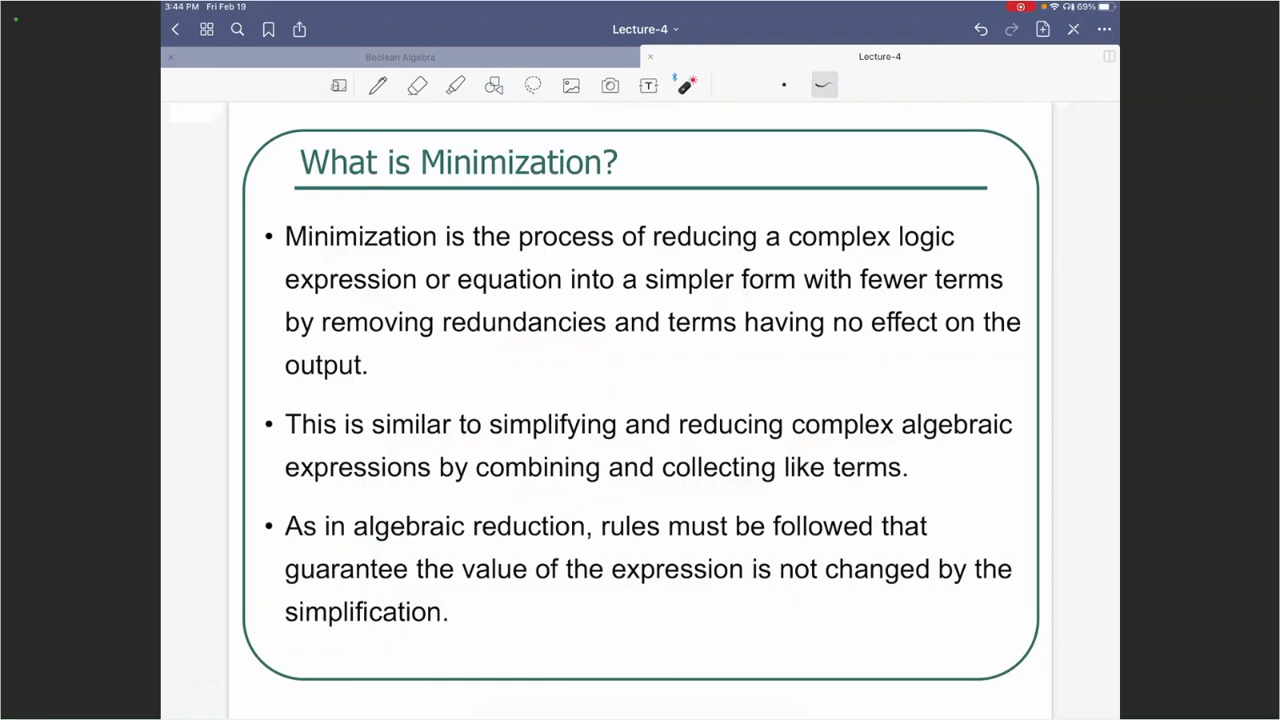 3:44 PM Fri Feb 19
69%
Lecture-4
Boolean Algebra
Lecture-4
T
What is Minimization?
• Minimization is the process of reducing a complex logic
expression or equation into a simpler form with fewer terms
by removing redundancies and terms having no effect on the
output.
• This is similar to simplifying and reducing complex algebraic
expressions by combining and collecting like terms.
• As in algebraic reduction, rules must be followed that
guarantee the value of the expression is not changed by the
simplification.